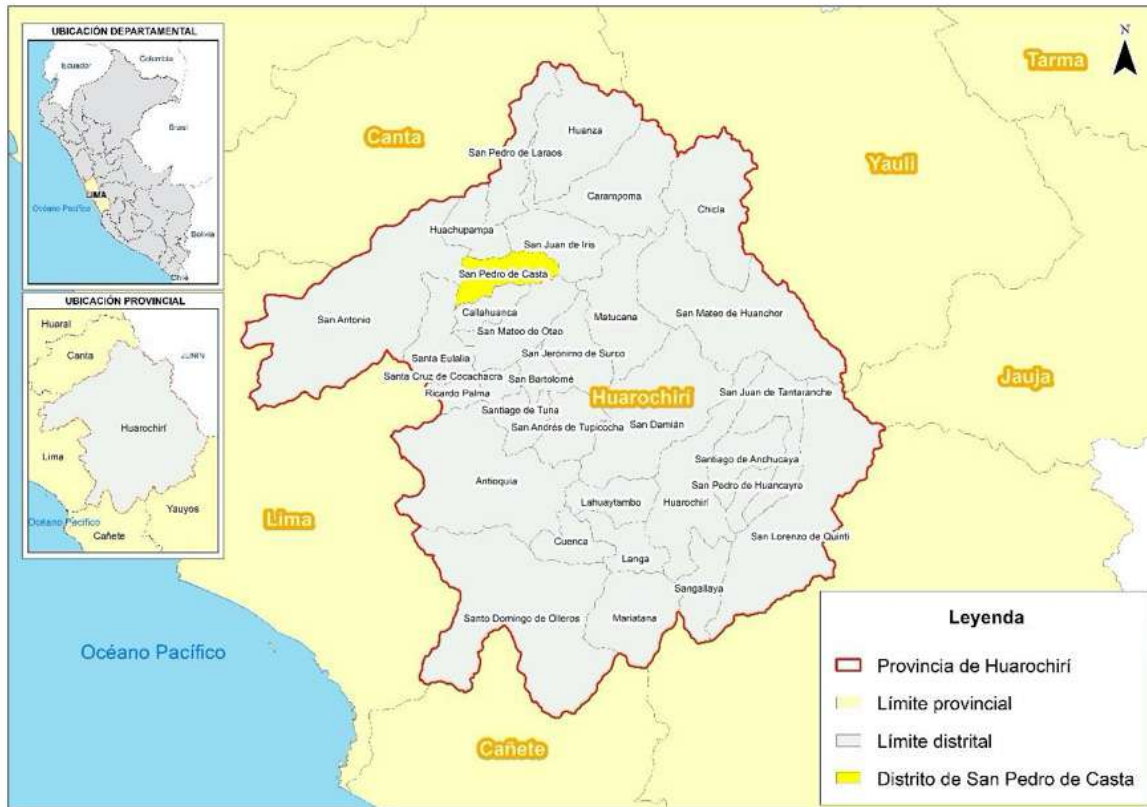 UBICACIÓN DEPARTAMENTAL
Ecuador
Colombia
Brasil
LIMA
Océano Pacífico
Bolivia
Chile
UBICACIÓN PROVINCIAL
Huaral
Canta
JUNIN
Huarochirí
Lima
Yauyos
Océano Pacífico
Cañete
N
Tarma
Canta
Yauli
Huanza
San Pedro de Laraos
Carampoma
Chicla
Huachupampa
San Juan de Iris
San Pedro de Casta
San Antonio
Callahuanca
Matucana
San Mateo de Huanchor
San Mateo de Otao
Santa Eulalia
San Jerónimo de Surco
Santa Cruz de Cocachacra
San Bartolomé
Jauja
Ricardo Palma
Huarochirí
San Juan de Tantaranche
Santiago de Tuna
San Andrés de Tupicocha
San Damián
Santiago de Anchucaya
Antioquia
San Pedro de Huancayre
Lahuaytambo
Huarochirí
Lima
Cuenca
San Lorenzo de Quinti
Langa
Sangallaya
Santo Domingo de Olleros
Mariatana
Océano Pacífico
Cañete
Leyenda
Provincia de Huarochirí
Límite provincial
Límite distrital
Distrito de San Pedro de Casta